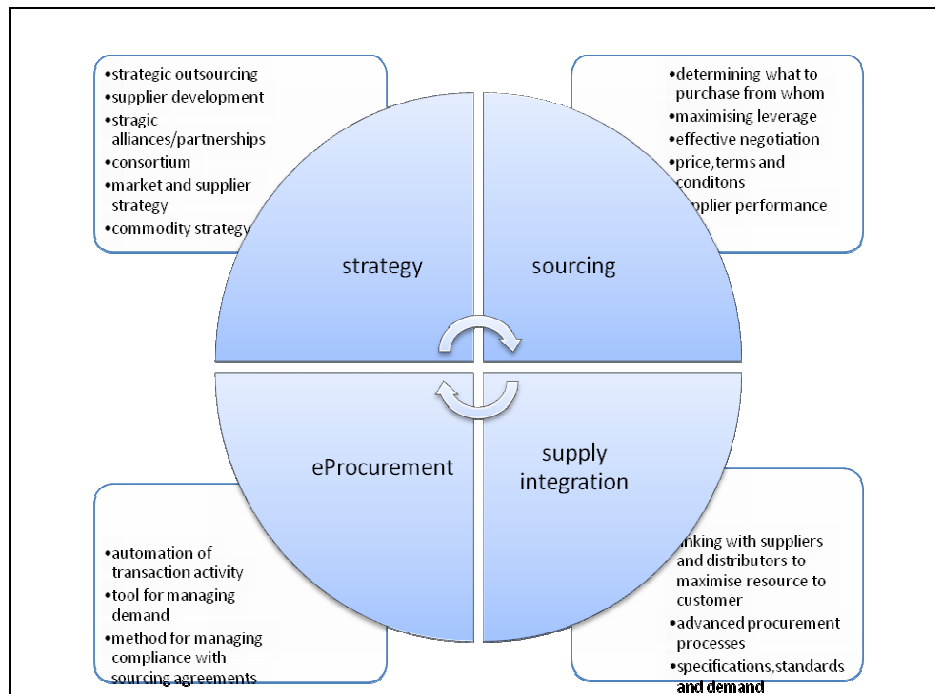 •strategic outsourcing
•supplier development
•stragic
alliances/partnerships
•consortium
•market and supplier
strategy
•commodity strategy
•determining what to
purchase from whom
•maximising leverage
•effective negotiation
•price,terms and
conditons
performance
strategy
sourcing
eProcurement
supply
integration
•automation of
transaction activity
•tool for managing
demand
•method for managing
compliance with
sourcing agreements
with suppliers
and distributors to
maximise resource to
customer
•advanced procurement
processes
•specifications,standards
and demand